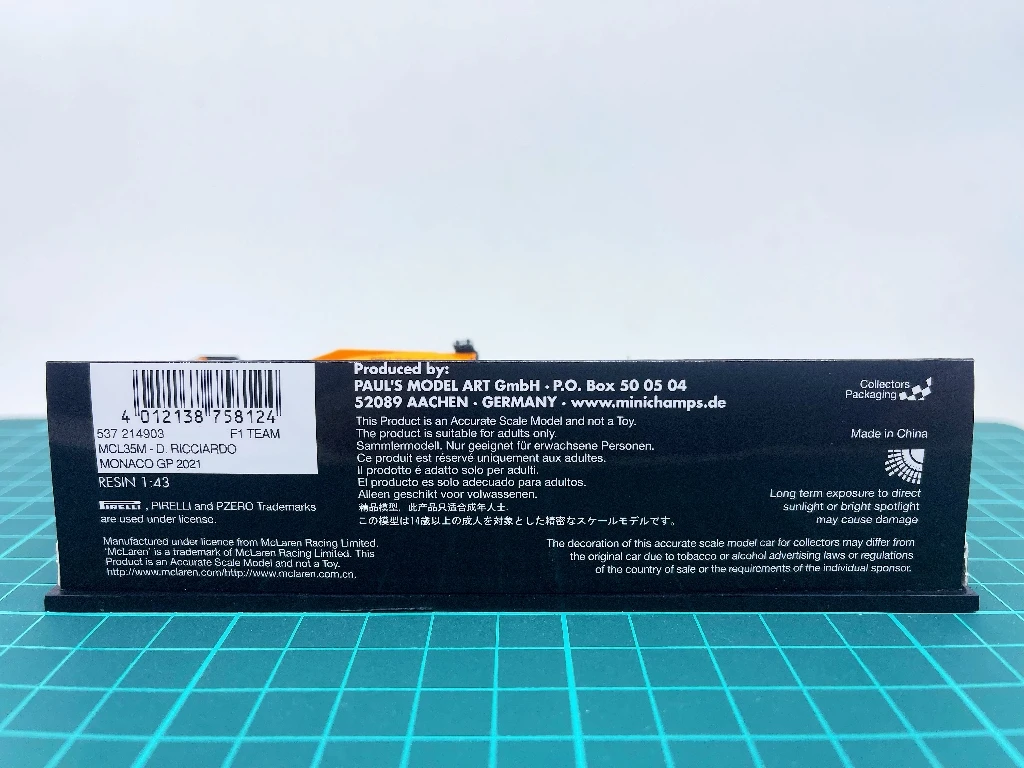 4 012138 758124
537 214903 F1 TEAM
MCL35M - D. RICCIARDO
MONACO GP 2021
RESIN 1:43
PIRELLI , PIRELLI and PZERO Trademarks
are used under license.
Manufactured under licence from McLaren Racing Limited.
'McLaren' is a trademark of McLaren Racing Limited. This
Product is an Accurate Scale Model and not a Toy.
http://www.mclaren.com/http://www.mclaren.com.cn.
Produced by:
PAUL'S MODEL ART GmbH · P.O. Box 50 05 04
52089 AACHEN · GERMANY · www.minichamps.de
This Product is an Accurate Scale Model and not a Toy.
The product is suitable for adults only.
Sammlermodell. Nur geeignet für erwachsene Personen.
Ce produit est réservé uniquement aux adultes.
Il prodotto é adatto solo per adulti.
El producto es solo adecuado para adultos.
Alleen geschikt voor volwassenen.
精品模型，此产品只适合成年人士.
この模型は14歳以上の成人を対象とした精密なスケールモデルです。
Collectors
Packaging
Made in China
Long term exposure to direct
sunlight or bright spotlight
may cause damage
The decoration of this accurate scale model car for collectors may differ from
the original car due to tobacco or alcohol advertising laws or regulations
of the country of sale or the requirements of the individual sponsor.